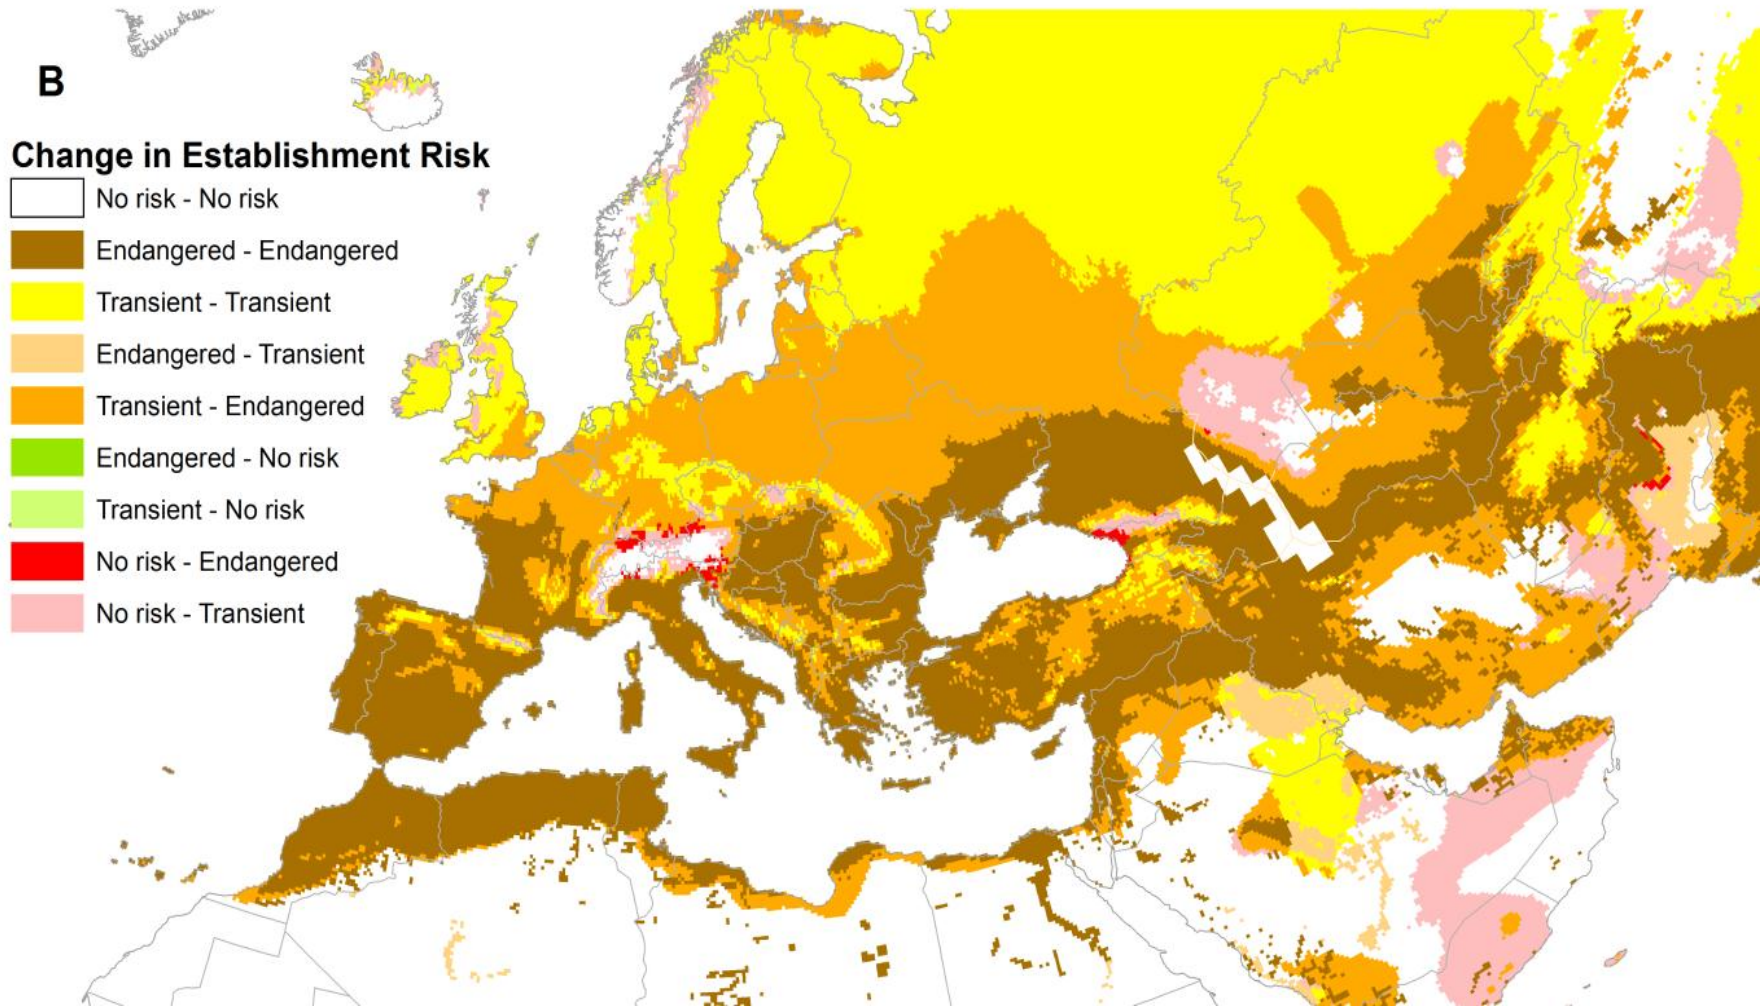 B
Change in Establishment Risk
No risk - No risk
Endangered - Endangered
Transient - Transient
Endangered - Transient
Transient - Endangered
Endangered - No risk
Transient - No risk
No risk - Endangered
No risk - Transient